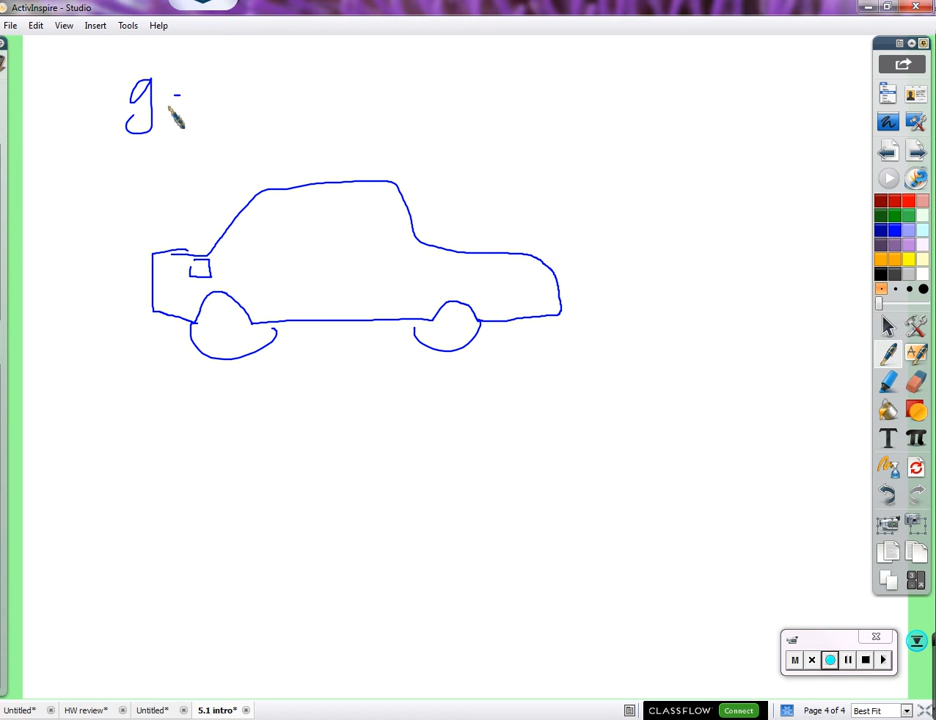 ActivInspire - Studio
File Edit View Insert Tools Help
g -
M
Untitled* HW review* Untitled* 5.1 intro* CLASSFLOW Connect Page 4 of 4 Best Fit